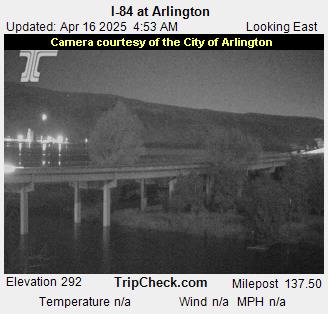 I-84 at Arlington
Updated: Apr 16 2025 4:53 AM Looking East
Camera courtesy of the City of Arlington
Elevation 292 TripCheck.com Milepost 137.50
Temperature n/a Wind n/a MPH n/a